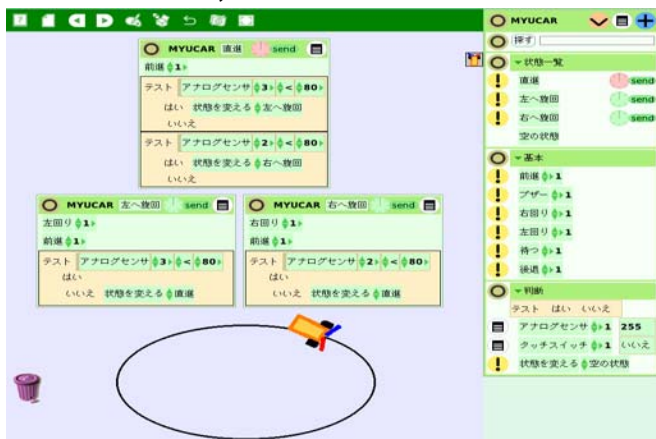 MYUCAR 直進 send
前進 1
テスト アナログセンサ 3 < 80
はい 状態を変える 左へ旋回
いいえ
テスト アナログセンサ 2 < 80
はい 状態を変える 右へ旋回
いいえ
MYUCAR 左へ旋回 send
左回り 1
前進 1
テスト アナログセンサ 3 < 80
はい
いいえ 状態を変える 直進
MYUCAR 右へ旋回 send
右回り 1
前進 1
テスト アナログセンサ 2 < 80
はい
いいえ 状態を変える 直進
MYUCAR
探す
状態一覧
直進 send
左へ旋回 send
右へ旋回 send
空の状態
基本
前進 1
ブザー 1
右回り 1
左回り 1
待つ 1
後退 1
判断
テスト はい いいえ
アナログセンサ 1 255
タッチスイッチ 1 いいえ
状態を変える 空の状態